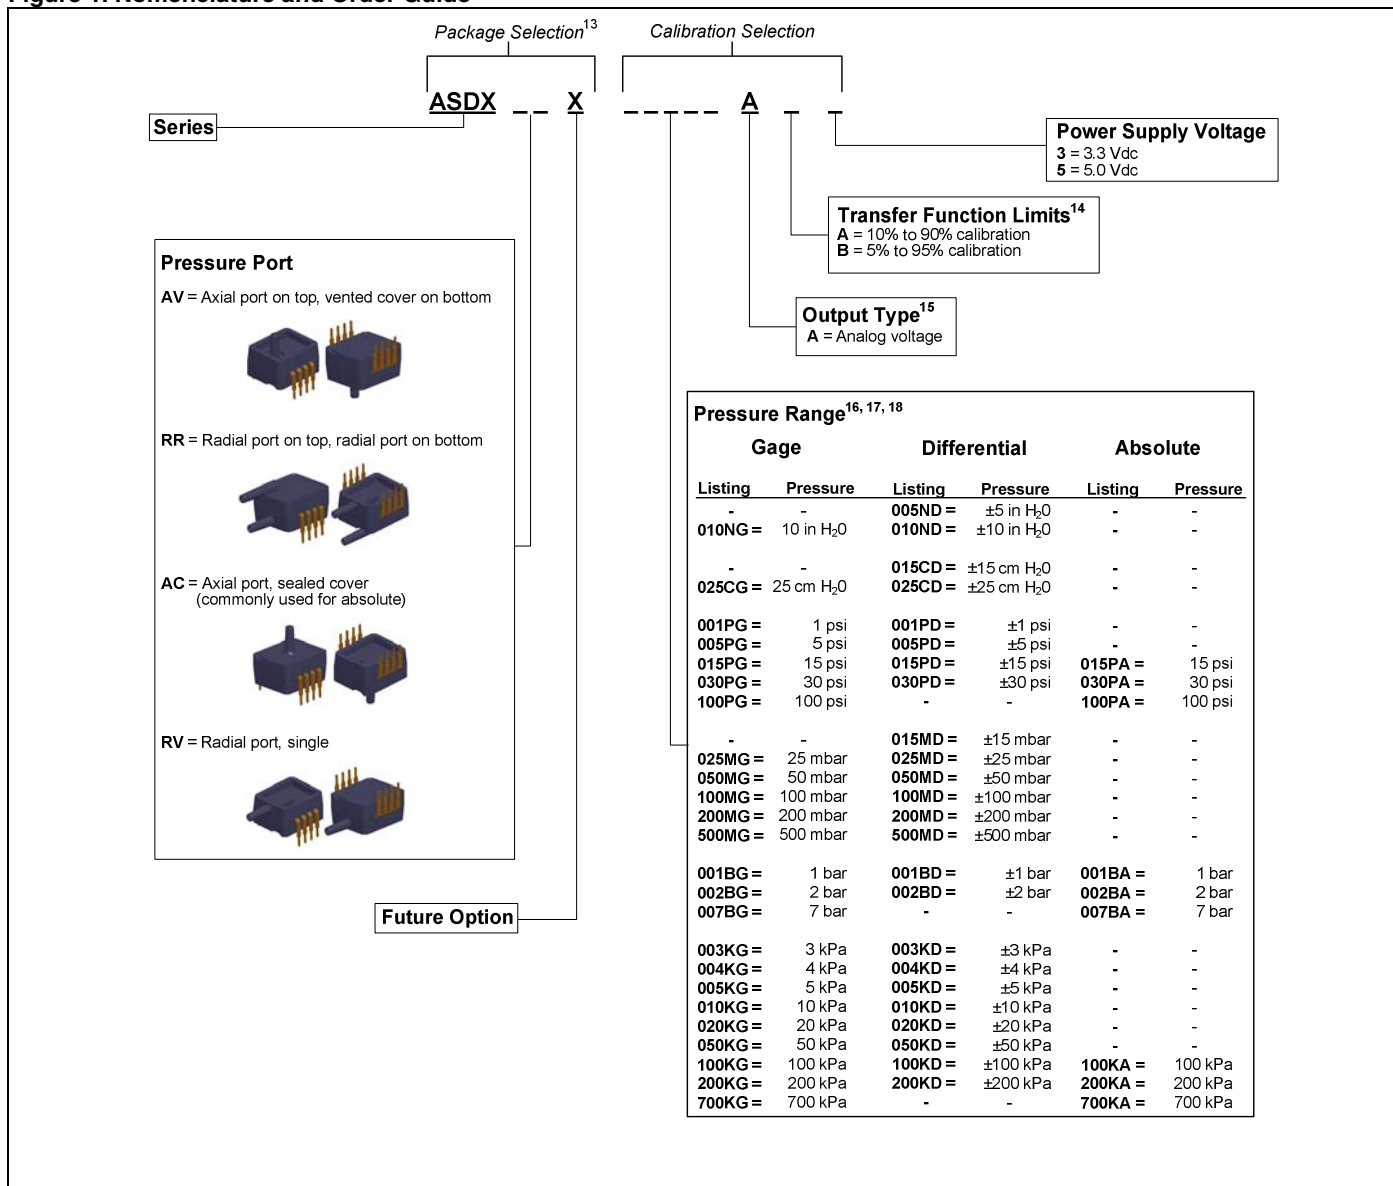 Figure 1. Nomenclature and Order Guide
Package Selection13
Calibration Selection
ASDX _ _ X _ _ _ _ _ A _ _
Series
Power Supply Voltage
3 = 3.3 Vdc
5 = 5.0 Vdc
Transfer Function Limits14
A = 10% to 90% calibration
B = 5% to 95% calibration
Output Type15
A = Analog voltage
Pressure Port
AV = Axial port on top, vented cover on bottom
RR = Radial port on top, radial port on bottom
AC = Axial port, sealed cover
(commonly used for absolute)
RV = Radial port, single
Future Option
Pressure Range16, 17, 18
Gage Differential Absolute
Listing Pressure Listing Pressure Listing Pressure
- - 005ND = ±5 in H20 - -
010NG = 10 in H20 010ND = ±10 in H20 - -
- - 015CD = ±15 cm H20 - -
025CG = 25 cm H20 025CD = ±25 cm H20 - -
001PG = 1 psi 001PD = ±1 psi - -
005PG = 5 psi 005PD = ±5 psi - -
015PG = 15 psi 015PD = ±15 psi 015PA = 15 psi
030PG = 30 psi 030PD = ±30 psi 030PA = 30 psi
100PG = 100 psi - - 100PA = 100 psi
- - 015MD = ±15 mbar - -
025MG = 25 mbar 025MD = ±25 mbar - -
050MG = 50 mbar 050MD = ±50 mbar - -
100MG = 100 mbar 100MD = ±100 mbar - -
200MG = 200 mbar 200MD = ±200 mbar - -
500MG = 500 mbar 500MD = ±500 mbar - -
001BG = 1 bar 001BD = ±1 bar 001BA = 1 bar
002BG = 2 bar 002BD = ±2 bar 002BA = 2 bar
007BG = 7 bar - - 007BA = 7 bar
003KG = 3 kPa 003KD = ±3 kPa - -
004KG = 4 kPa 004KD = ±4 kPa - -
005KG = 5 kPa 005KD = ±5 kPa - -
010KG = 10 kPa 010KD = ±10 kPa - -
020KG = 20 kPa 020KD = ±20 kPa - -
050KG = 50 kPa 050KD = ±50 kPa - -
100KG = 100 kPa 100KD = ±100 kPa 100KA = 100 kPa
200KG = 200 kPa 200KD = ±200 kPa 200KA = 200 kPa
700KG = 700 kPa - - 700KA = 700 kPa